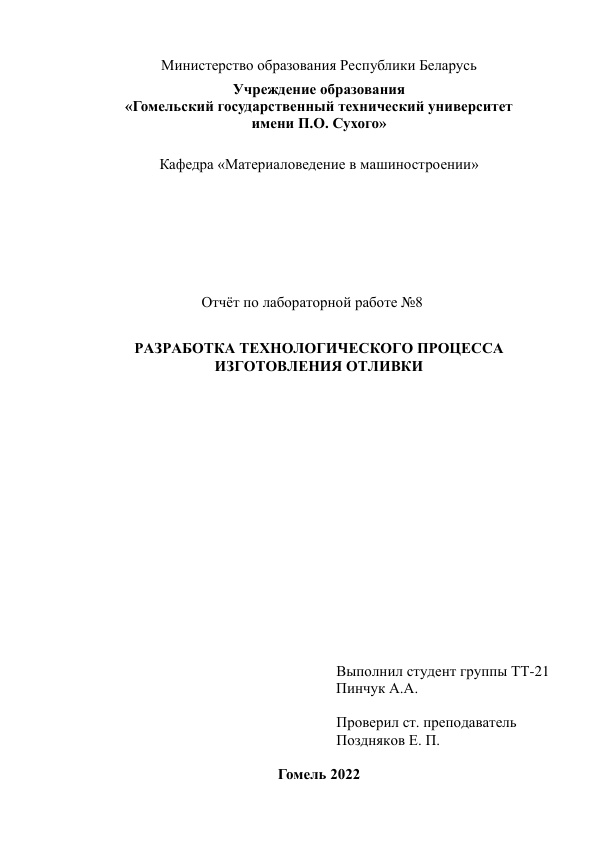 Министерство образования Республики Беларусь
Учреждение образования
«Гомельский государственный технический университет
имени П.О. Сухого»
Кафедра «Материаловедение в машиностроении»
Отчёт по лабораторной работе №8
РАЗРАБОТКА ТЕХНОЛОГИЧЕСКОГО ПРОЦЕССА
ИЗГОТОВЛЕНИЯ ОТЛИВКИ
Выполнил студент группы ТТ-21
Пинчук А.А.
Проверил ст. преподаватель
Поздняков Е. П.
Гомель 2022